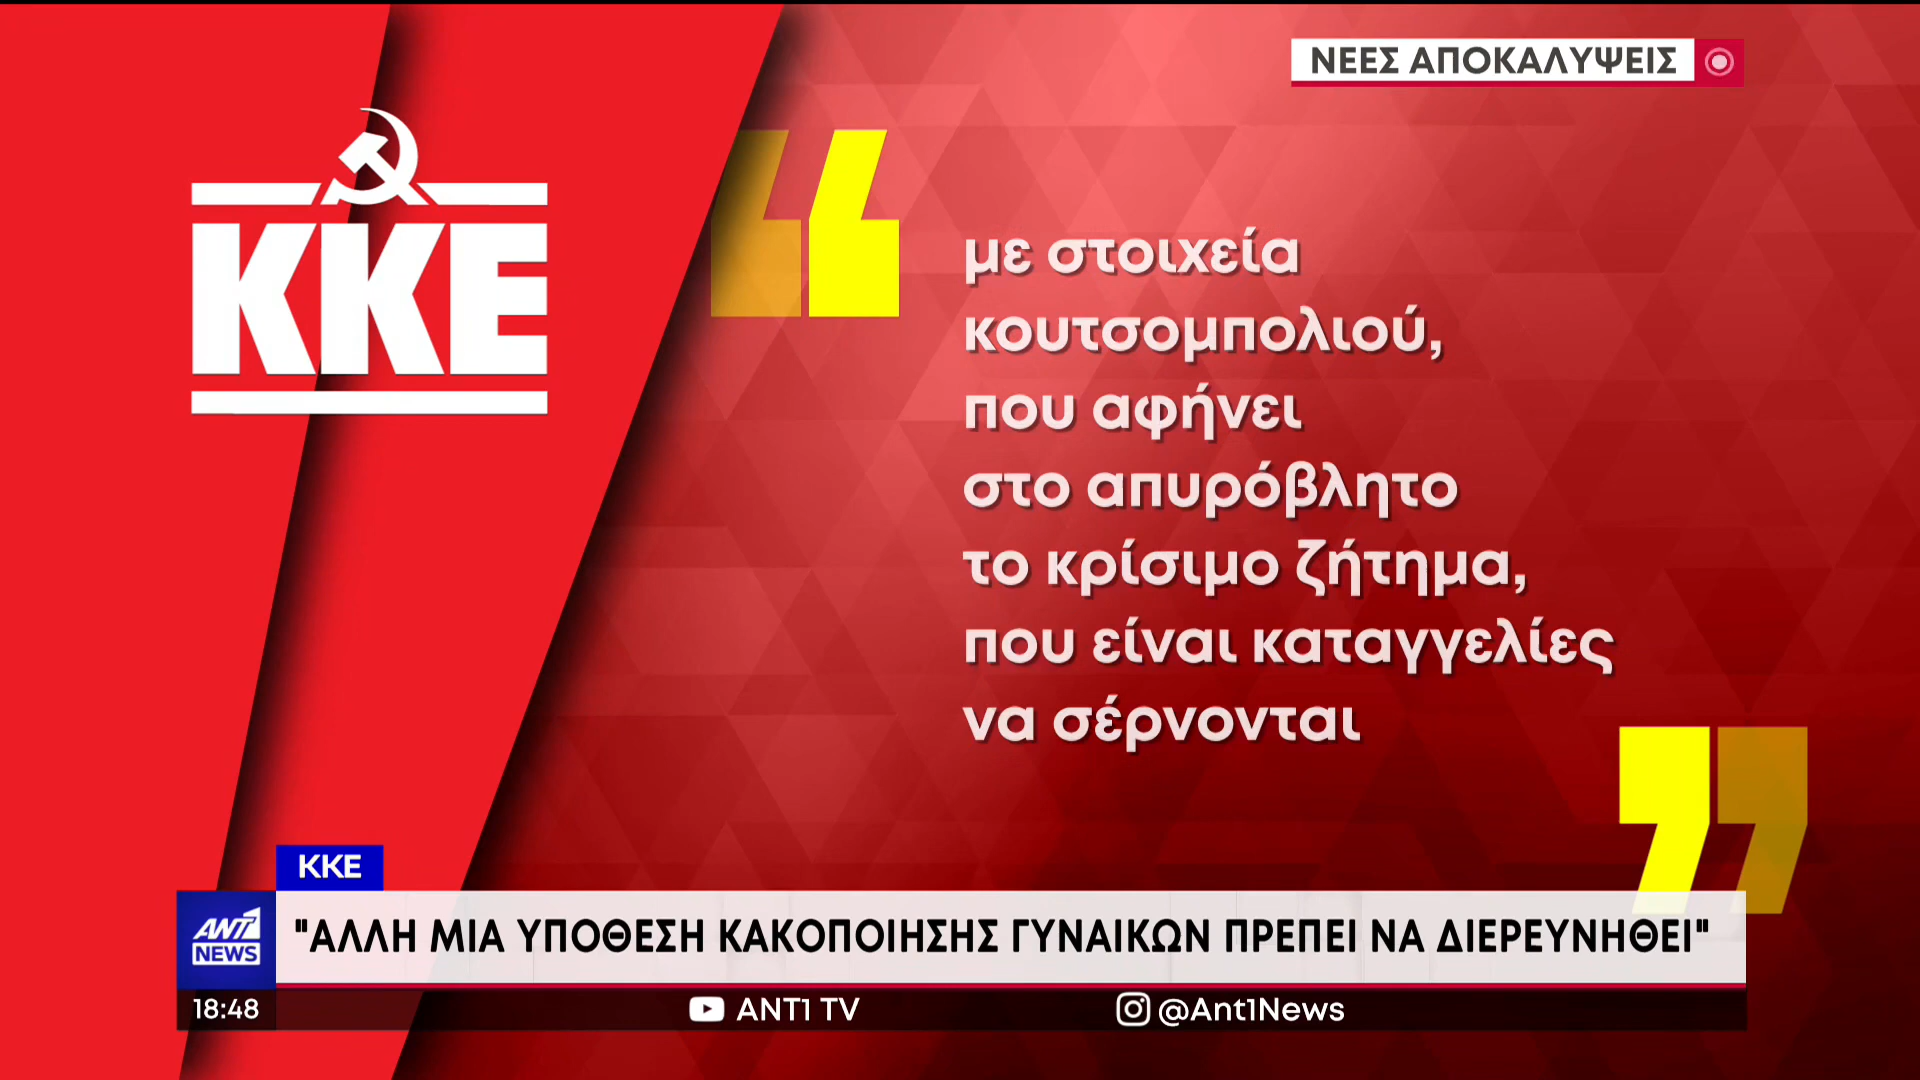 ΝΕΕΣ ΑΠΟΚΑΛΥΨΕΙΣ
ΚΚΕ
με στοιχεία
κουτσομπολιού,
που αφήνει
στο απυρόβλητο
το κρίσιμο ζήτημα,
που είναι καταγγελίες
να σέρνονται
ΚΚΕ
ΑΝΤ1
NEWS
"ΑΛΛΗ ΜΙΑ ΥΠΟΘΕΣΗ ΚΑΚΟΠΟΙΗΣΗΣ ΓΥΝΑΙΚΩΝ ΠΡΕΠΕΙ ΝΑ ΔΙΕΡΕΥΝΗΘΕΙ"
18:48
ANT1 TV
@Ant1News